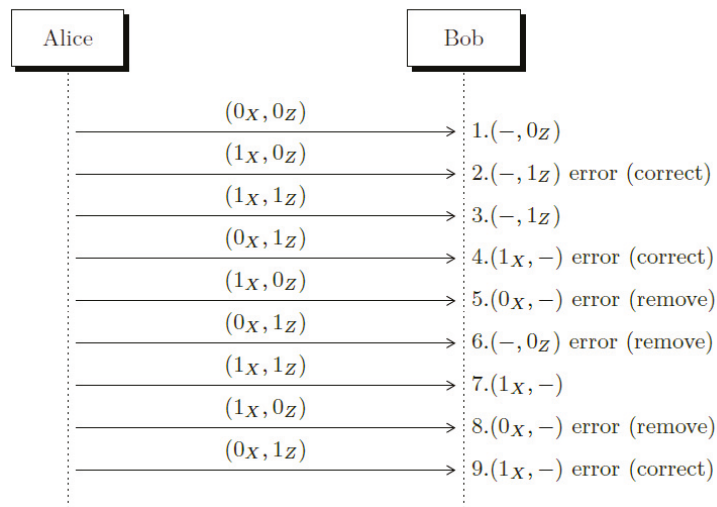 Alice
Bob
(0X, 0Z)
1.(−, 0Z)
(1X, 0Z)
2.(−, 1Z) error (correct)
(1X, 1Z)
3.(−, 1Z)
(0X, 1Z)
4.(1X, −) error (correct)
(1X, 0Z)
5.(0X, −) error (remove)
(0X, 1Z)
6.(−, 0Z) error (remove)
(1X, 1Z)
7.(1X, −)
(1X, 0Z)
8.(0X, −) error (remove)
(0X, 1Z)
9.(1X, −) error (correct)